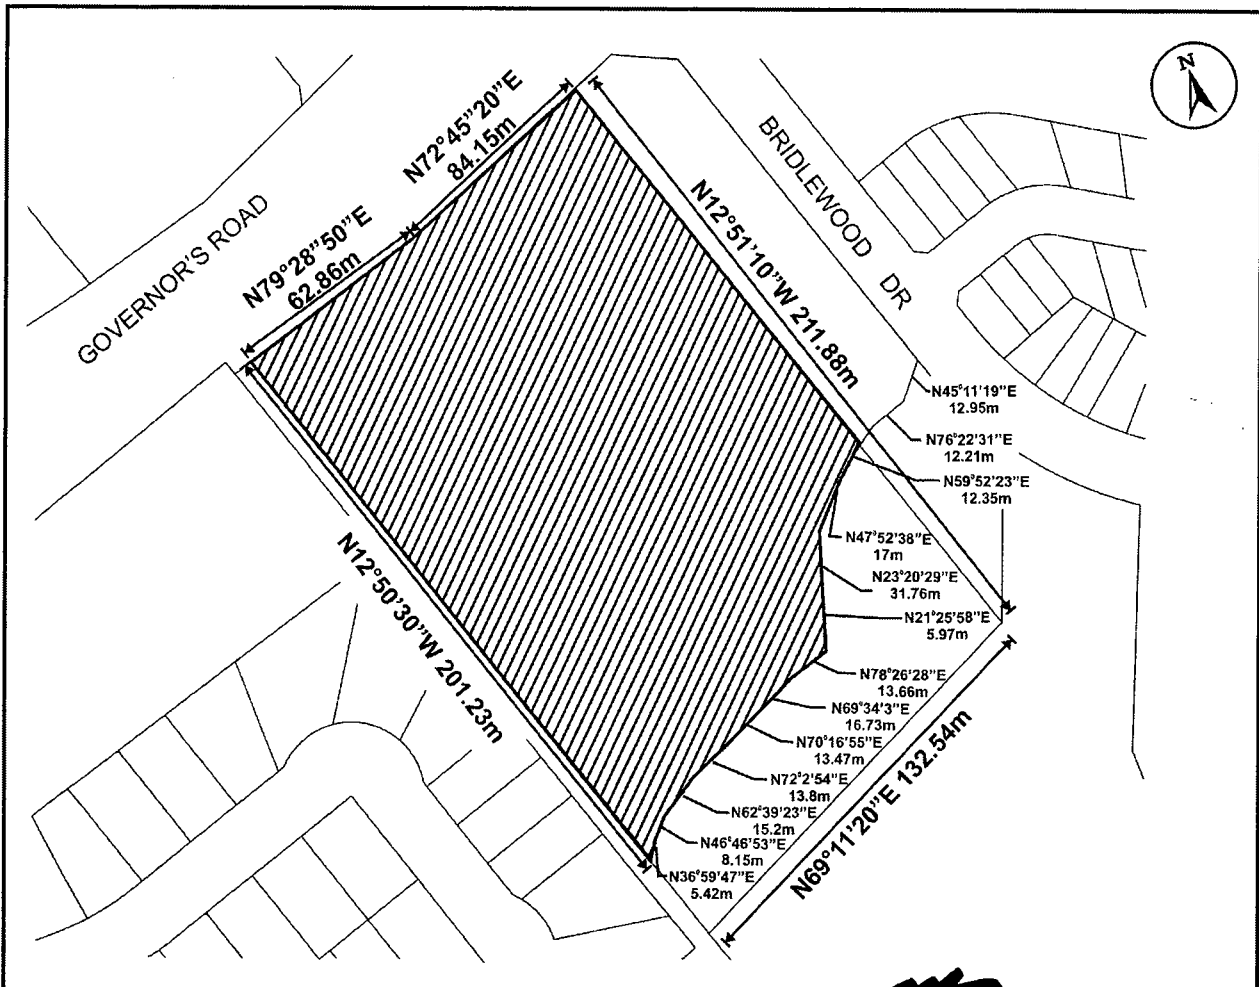 N
N72°45"20"E
84.15m
N79°28"50"E
62.86m
GOVERNOR'S ROAD
BRIDLEWOOD DR
N12°51'10"W 211.88m
N45°11'19"E
12.95m
N76°22'31"E
12.21m
N59°52'23"E
12.35m
N47°52'38"E
17m
N23°20'29"E
31.76m
N21°25'58"E
5.97m
N78°26'28"E
13.66m
N69°34'3"E
16.73m
N70°16'55"E
13.47m
N72°2'54"E
13.8m
N62°39'23"E
15.2m
N46°46'53"E
8.15m
N36°59'47"E
5.42m
N12°50'30"W 201.23m
N69°11'20"E 132.54m